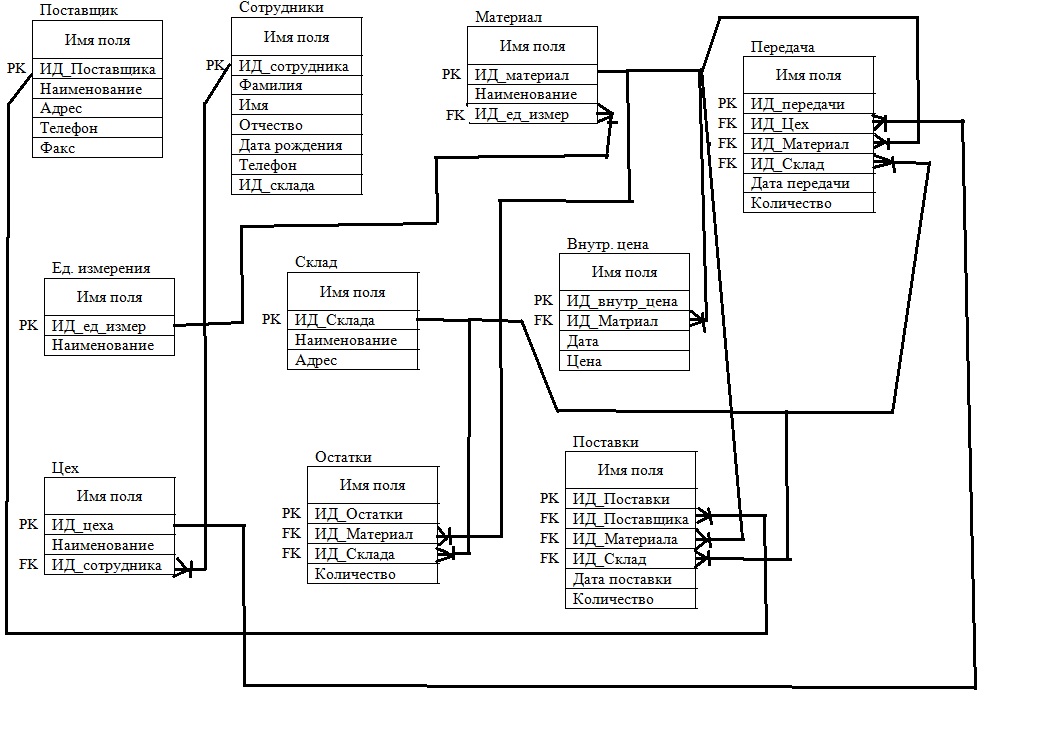 Поставщик
Имя поля
PK ИД_Поставщика
Наименование
Адрес
Телефон
Факс
Сотрудники
Имя поля
PK ИД_сотрудника
Фамилия
Имя
Отчество
Дата рождения
Телефон
ИД_склада
Материал
Имя поля
PK ИД_материал
Наименование
FK ИД_ед_измер
Передача
Имя поля
PK ИД_передачи
FK ИД_Цех
FK ИД_Материал
FK ИД_Склад
Дата передачи
Количество
Ед. измерения
Имя поля
PK ИД_ед_измер
Наименование
Склад
Имя поля
PK ИД_Склада
Наименование
Адрес
Внутр. цена
Имя поля
PK ИД_внутр_цена
FK ИД_Матриал
Дата
Цена
Цех
Имя поля
PK ИД_цеха
Наименование
FK ИД_сотрудника
Остатки
Имя поля
PK ИД_Остатки
FK ИД_Материал
FK ИД_Склада
Количество
Поставки
Имя поля
PK ИД_Поставки
FK ИД_Поставщика
FK ИД_Материала
FK ИД_Склад
Дата поставки
Количество